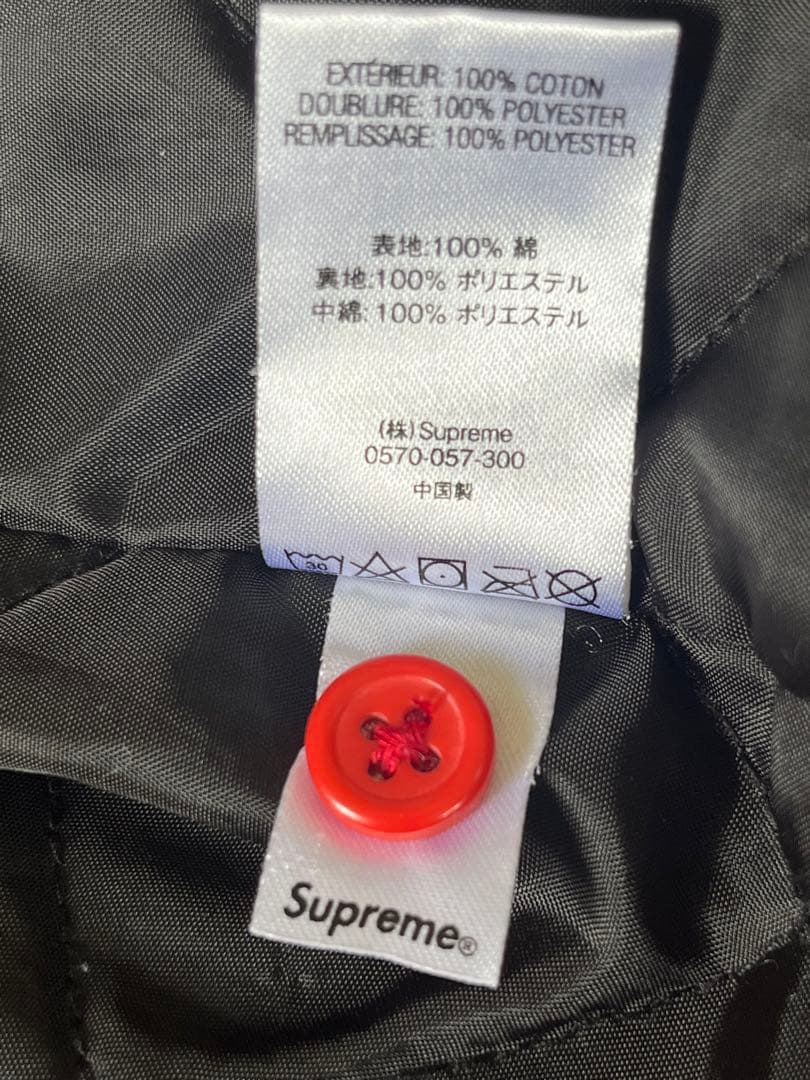 EXTÉRIEUR: 100% COTON
DOUBLURE: 100% POLYESTER
REMPLISSAGE: 100% POLYESTER
表地:100% 綿
裏地:100% ポリエステル
中綿: 100% ポリエステル
(株) Supreme
0570-057-300
中国製
30
Supreme®